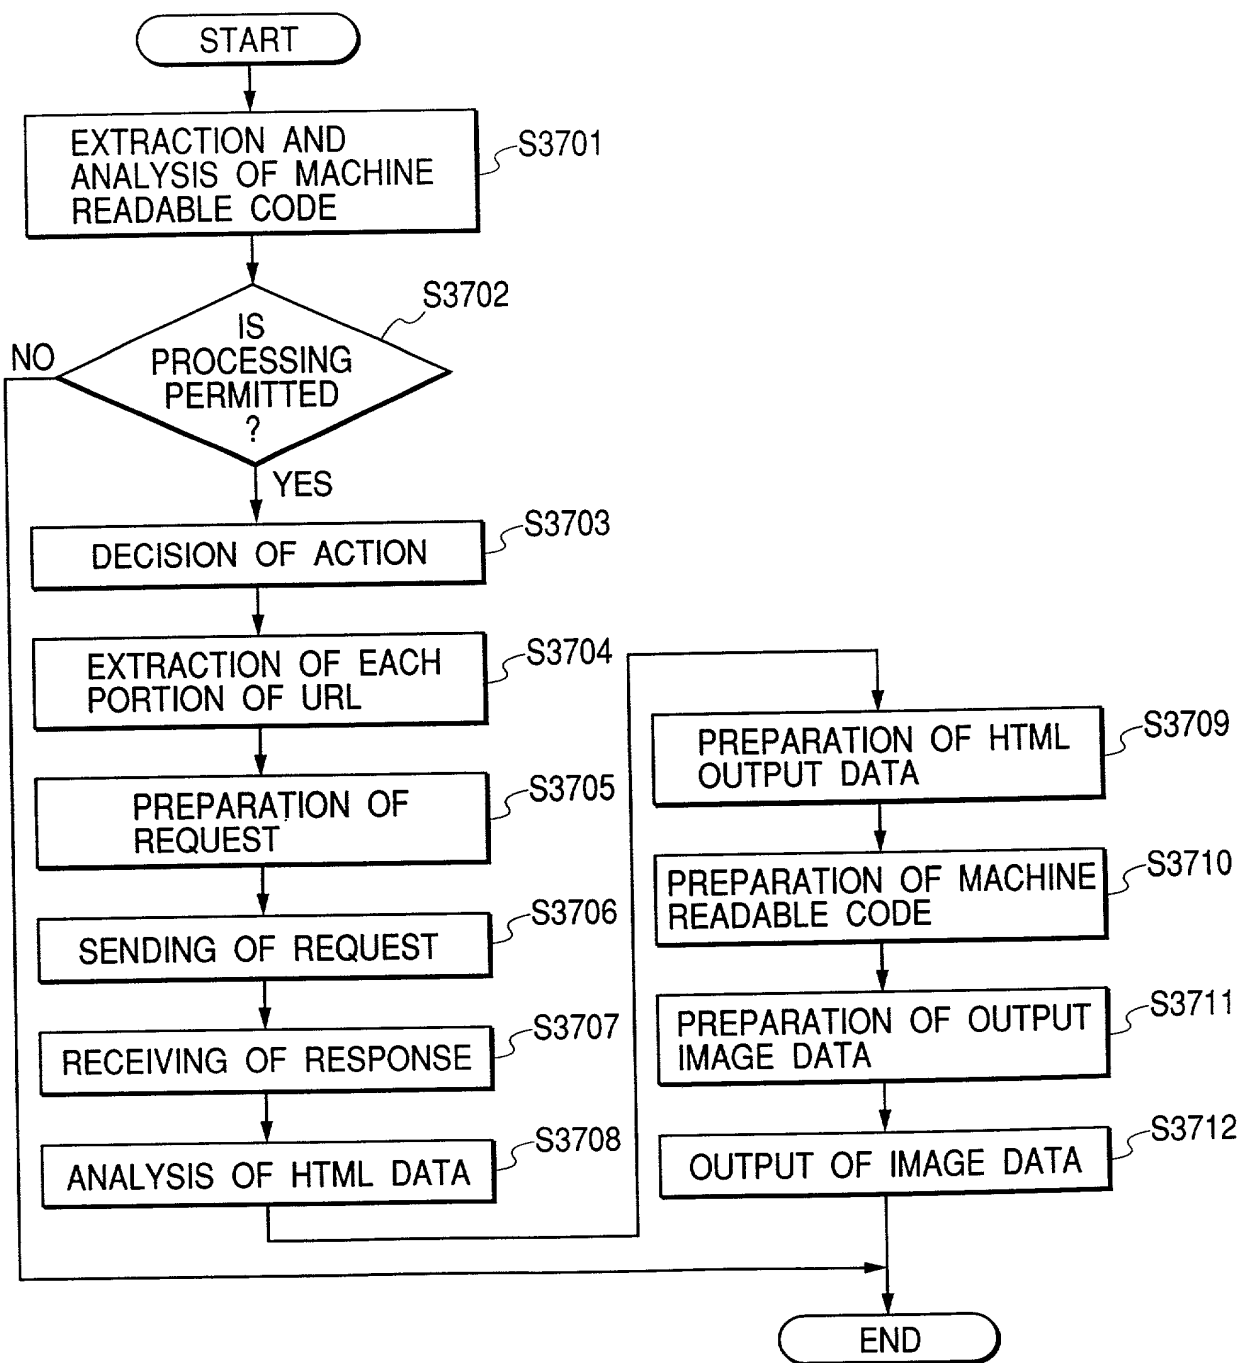 START
EXTRACTION AND
ANALYSIS OF MACHINE
READABLE CODE
S3701
S3702
IS
PROCESSING
PERMITTED
?
NO
YES
DECISION OF ACTION
S3703
EXTRACTION OF EACH
PORTION OF URL
S3704
PREPARATION OF
REQUEST
S3705
SENDING OF REQUEST
S3706
RECEIVING OF RESPONSE
S3707
ANALYSIS OF HTML DATA
S3708
PREPARATION OF HTML
OUTPUT DATA
S3709
PREPARATION OF MACHINE
READABLE CODE
S3710
PREPARATION OF OUTPUT
IMAGE DATA
S3711
OUTPUT OF IMAGE DATA
S3712
END